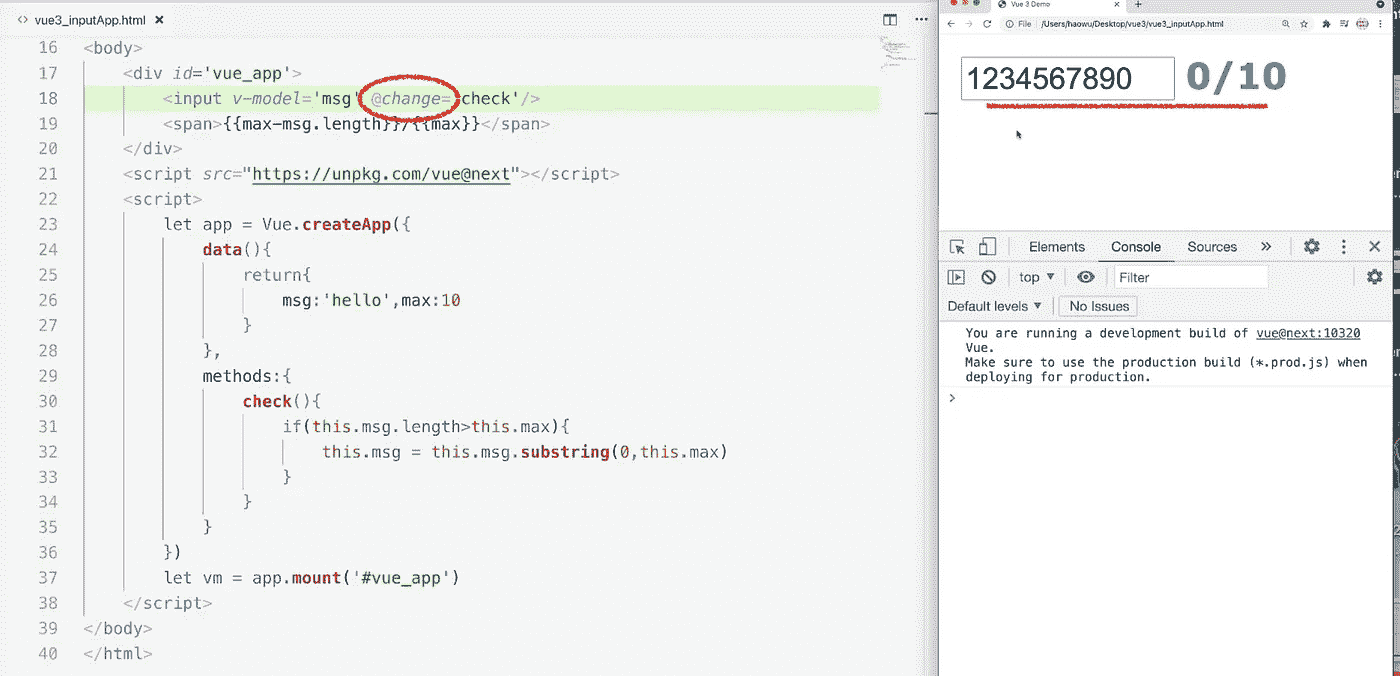 <> vue3_inputApp.html ×
16 <body>
17 <div id='vue_app'>
18 <input v-model='msg' @change='check'/>
19 <span>{{max-msg.length}}/{{max}}</span>
20 </div>
21 <script src="https://unpkg.com/vue@next"></script>
22 <script>
23 let app = Vue.createApp({
24 data(){
25 return{
26 msg:'hello',max:10
27 }
28 },
29 methods:{
30 check(){
31 if(this.msg.length>this.max){
32 this.msg = this.msg.substring(0,this.max)
33 }
34 }
35 }
36 })
37 let vm = app.mount('#vue_app')
38 </script>
39 </body>
40 </html>
Vue 3 Demo
File /Users/haowu/Desktop/vue3/vue3_inputApp.html
1234567890 0/10
Elements Console Sources »
top Filter
Default levels No Issues
You are running a development build of vue@next:10320
Vue.
Make sure to use the production build (*.prod.js) when
deploying for production.
>